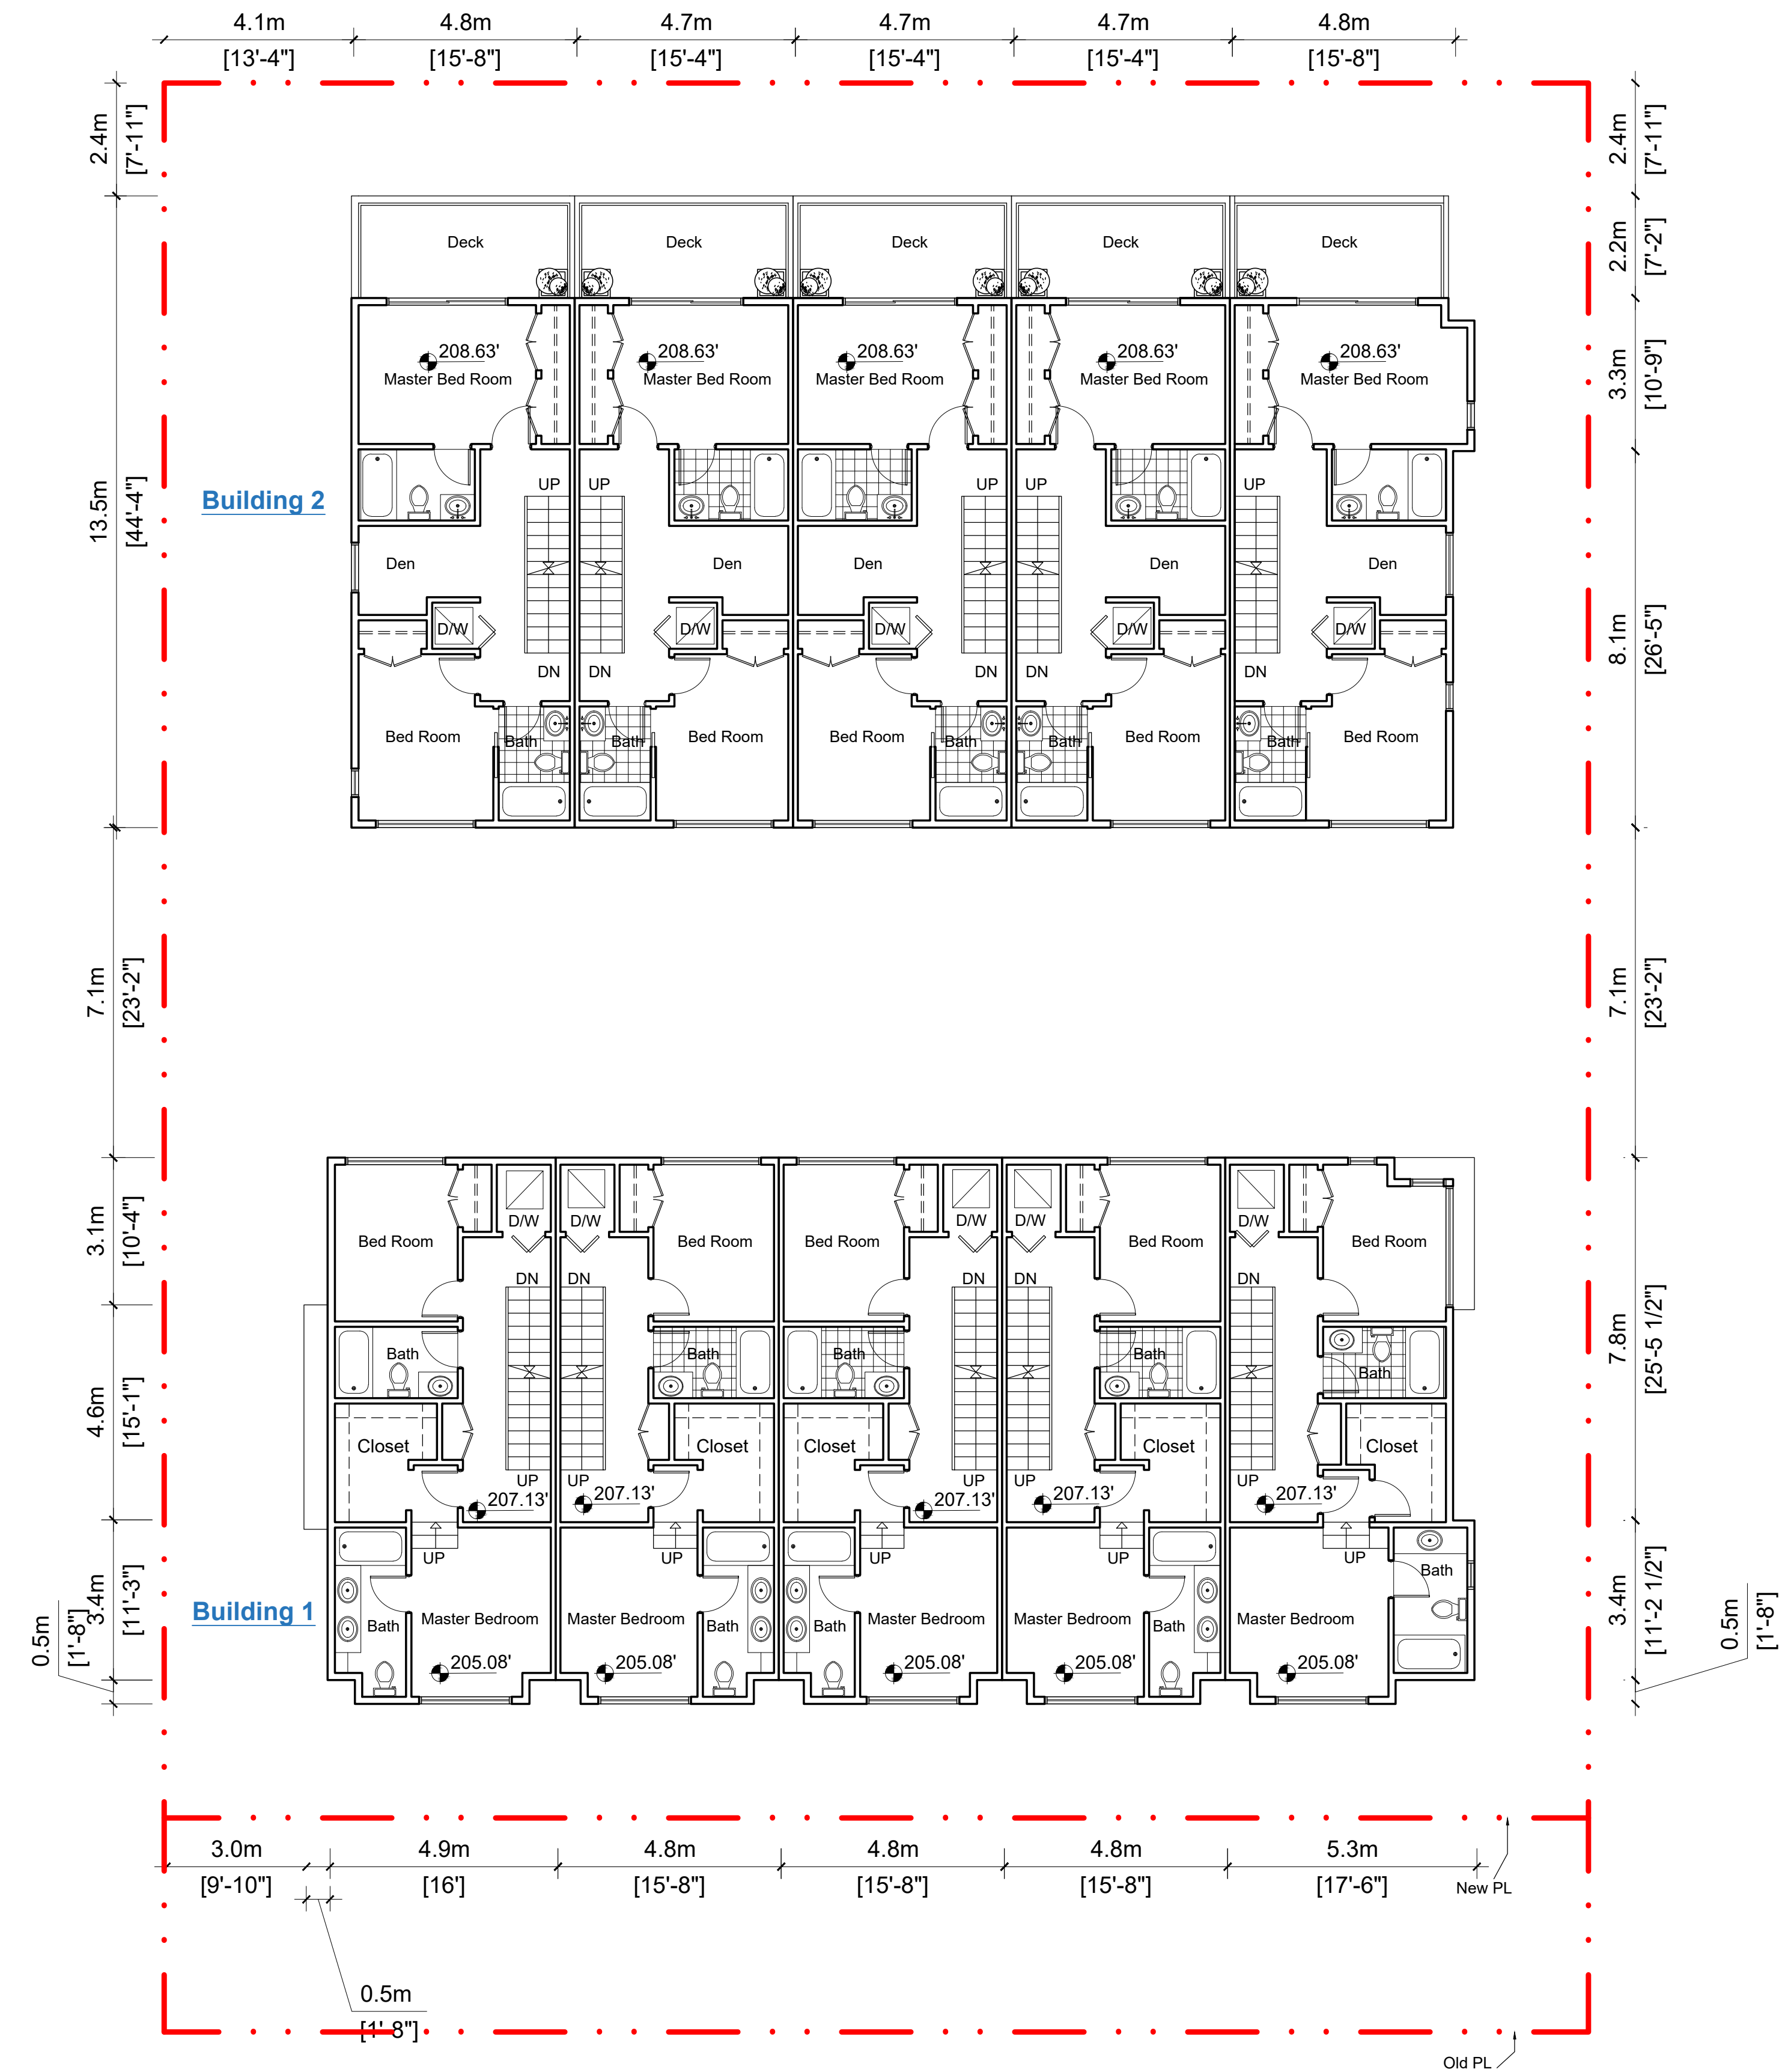 4.1m 4.8m 4.7m 4.7m 4.7m 4.8m
[13'-4"] [15'-8"] [15'-4"] [15'-4"] [15'-4"] [15'-8"]
2.4m [7'-11"] 2.4m [7'-11"]
Deck Deck Deck Deck Deck
2.2m [7'-2"]
208.63' 208.63' 208.63' 208.63' 208.63'
Master Bed Room Master Bed Room Master Bed Room Master Bed Room Master Bed Room
3.3m [10'-9"]
UP UP UP UP UP
Building 2
13.5m [44'-4"]
Den Den Den Den Den
D/W D/W D/W D/W D/W
8.1m [26'-5"]
DN DN DN DN DN
Bed Room Bath Bath Bed Room Bed Room Bath Bath Bed Room Bath Bed Room
7.1m [23'-2"] 7.1m [23'-2"]
D/W D/W D/W D/W D/W
3.1m [10'-4"]
Bed Room Bed Room Bed Room Bed Room Bed Room
DN DN DN DN DN
7.8m [25'-5 1/2"]
Bath Bath Bath Bath Bath
4.6m [15'-1"]
Closet Closet Closet Closet Closet
UP UP UP UP UP
207.13' 207.13' 207.13' 207.13' 207.13'
UP UP UP UP UP
Bath
3.4m [11'-3"] 3.4m [11'-2 1/2"]
Building 1
Master Bedroom Master Bedroom Master Bedroom Master Bedroom Master Bedroom
Bath Bath Bath Bath
0.5m [1'-8"] 0.5m [1'-8"]
205.08' 205.08' 205.08' 205.08' 205.08'
3.0m 4.9m 4.8m 4.8m 4.8m 5.3m
[9'-10"] [16'] [15'-8"] [15'-8"] [15'-8"] [17'-6"]
New PL
0.5m
[1'-8"]
Old PL